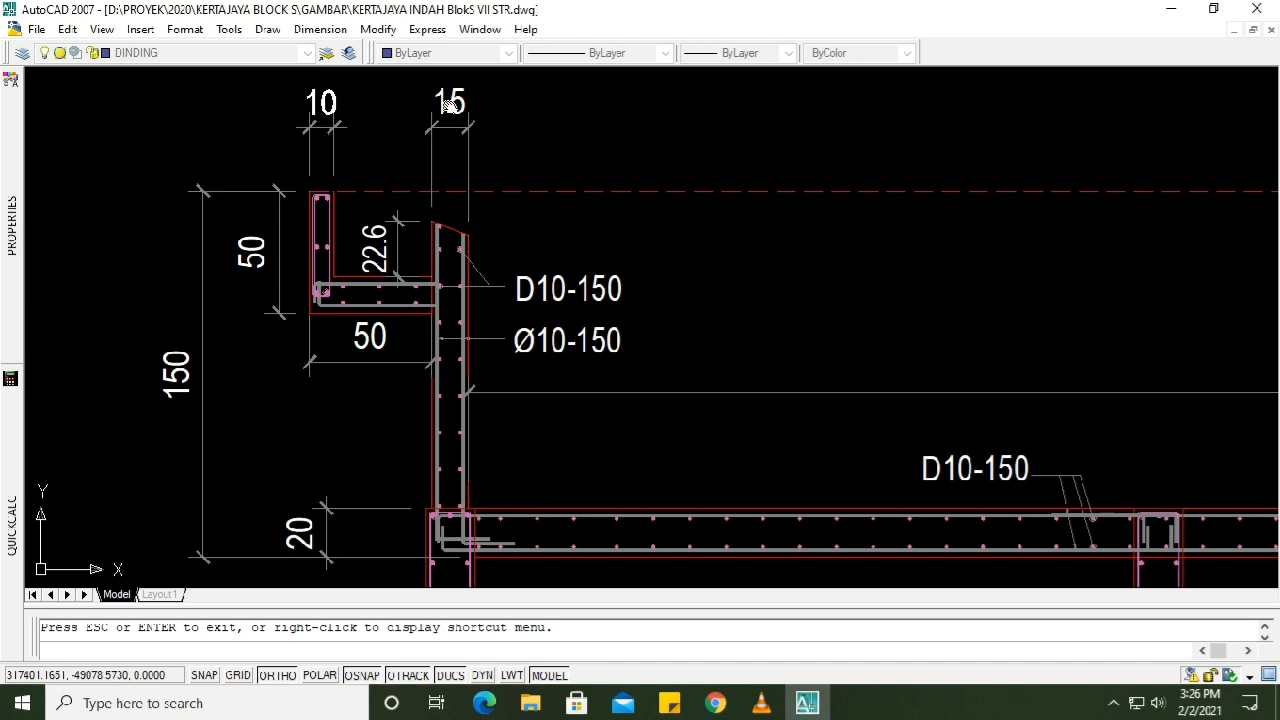 AutoCAD 2007 - [D:\PROYEK\2020\KERTAJAYA BLOCK S\GAMBAR\KERTAJAYA INDAH BlokS VII STR.dwg]
File Edit View Insert Format Tools Draw Dimension Modify Express Window Help
DINDING ByLayer ByLayer ByLayer ByColor
10 15
50 22.6
D10-150
50 Ø10-150
150
PROPERTIES
D10-150
20
QUICKCALC
Y
X
Model Layout1
Press ESC or ENTER to exit, or right-click to display shortcut menu.
317401.1651, -49078.5730, 0.0000 SNAP GRID ORTHO POLAR OSNAP OTRACK DUCS DYN LWT MODEL
Type here to search
3:26 PM
2/2/2021